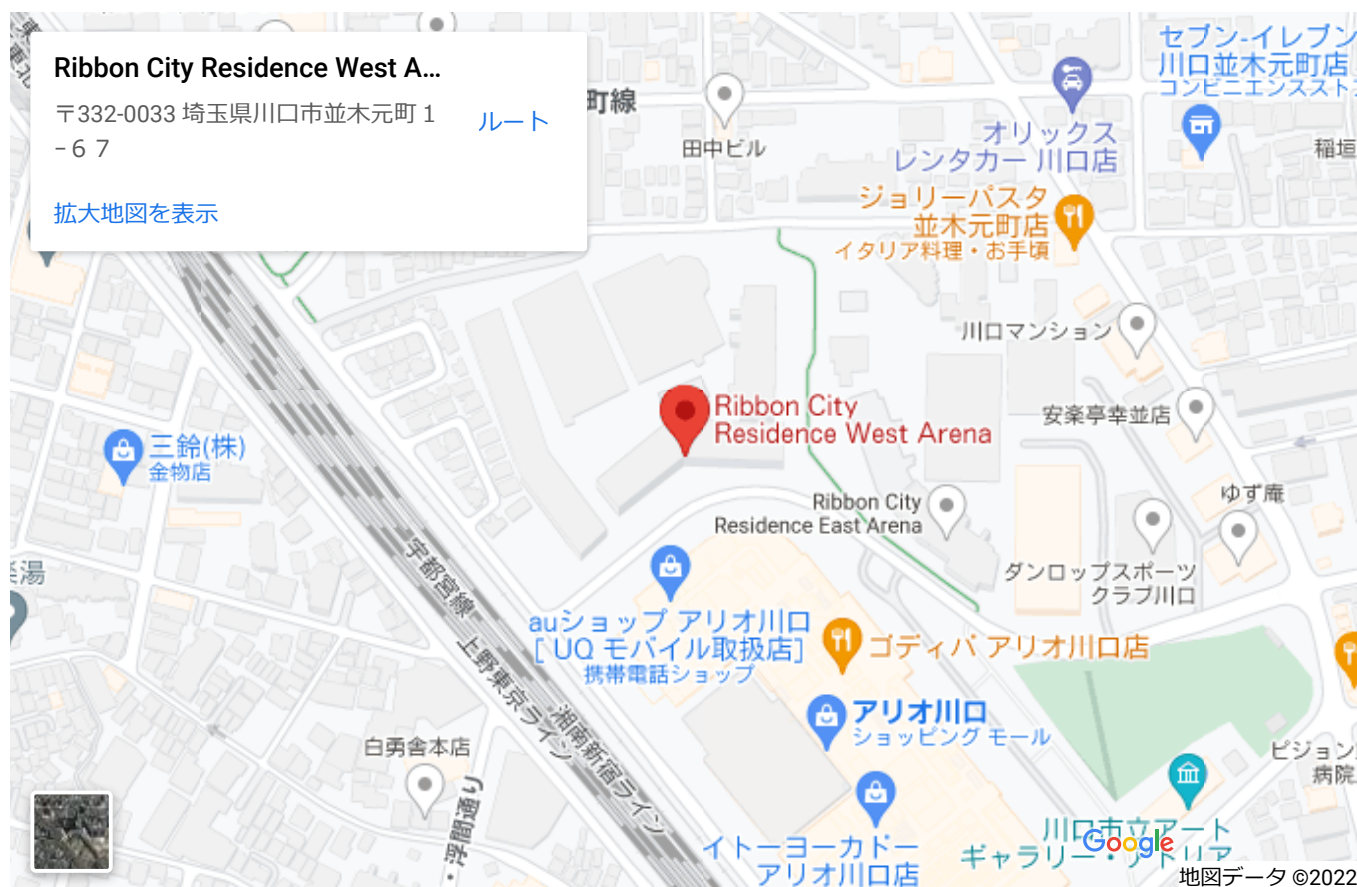 Ribbon City Residence West A...
〒332-0033 埼玉県川口市並木元町１
−６７
ルート
拡大地図を表示
町線
田中ビル
セブン-イレブン
川口並木元町店
コンビニエンススト
オリックス
レンタカー 川口店
稲垣
ジョリーパスタ
並木元町店
イタリア料理・お手頃
川口マンション
Ribbon City
Residence West Arena
安楽亭幸並店
三鈴(株)
金物店
Ribbon City
Residence East Arena
ゆず庵
ダンロップスポーツ
クラブ川口
湯
宇都宮線
上野東京ライン
湘南新宿ライン
auショップ アリオ川口
[ UQ モバイル取扱店]
携帯電話ショップ
ゴディバ アリオ川口店
アリオ川口
ショッピング モール
白勇舎本店
ピジョン
病院
・浮間通り
イトーヨーカドー
アリオ川口店
川口市立アート
ギャラリー・アトリア
Google
地図データ ©2022